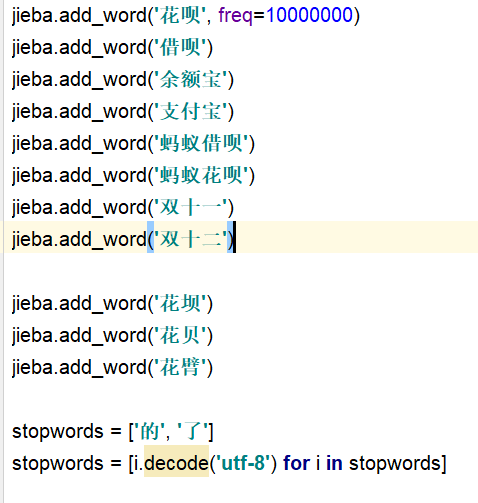 jieba.add_word('花呗', freq=10000000)
jieba.add_word('借呗')
jieba.add_word('余额宝')
jieba.add_word('支付宝')
jieba.add_word('蚂蚁借呗')
jieba.add_word('蚂蚁花呗')
jieba.add_word('双十一')
jieba.add_word('双十二')
jieba.add_word('花坝')
jieba.add_word('花贝')
jieba.add_word('花臂')
stopwords = ['的', '了']
stopwords = [i.decode('utf-8') for i in stopwords]